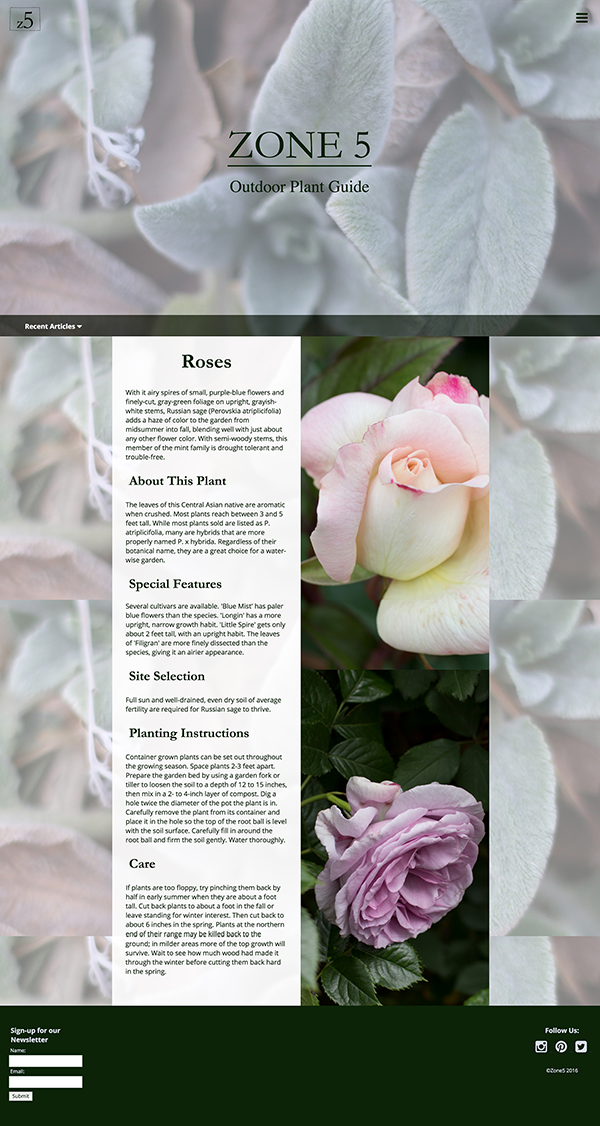 z5
ZONE 5
Outdoor Plant Guide
Recent Articles
Roses
With it airy spires of small, purple-blue flowers and
finely-cut, gray-green foliage on upright, grayish-
white stems, Russian sage (Perovskia atriplicifolia)
adds a haze of color to the garden from
midsummer into fall, blending well with just about
any other flower color. With semi-woody stems, this
member of the mint family is drought tolerant and
trouble-free.
About This Plant
The leaves of this Central Asian native are aromatic
when crushed. Most plants reach between 3 and 5
feet tall. While most plants sold are listed as P.
atriplicifolia, many are hybrids that are more
properly named P. x hybrida. Regardless of their
botanical name, they are a great choice for a water-
wise garden.
Special Features
Several cultivars are available. 'Blue Mist' has paler
blue flowers than the species. 'Longin' has a more
upright, narrow growth habit. 'Little Spire' gets only
about 2 feet tall, with an upright habit. The leaves
of 'Filigran' are more finely dissected than the
species, giving it an airier appearance.
Site Selection
Full sun and well-drained, even dry soil of average
fertility are required for Russian sage to thrive.
Planting Instructions
Container grown plants can be set out throughout
the growing season. Space plants 2-3 feet apart.
Prepare the garden bed by using a garden fork or
tiller to loosen the soil to a depth of 12 to 15 inches,
then mix in a 2- to 4-inch layer of compost. Dig a
hole twice the diameter of the pot the plant is in.
Carefully remove the plant from its container and
place it in the hole so the top of the root ball is level
with the soil surface. Carefully fill in around the
root ball and firm the soil gently. Water thoroughly.
Care
If plants are too floppy, try pinching them back by
half in early summer when they are about a foot
tall. Cut back plants to about a foot in the fall or
leave standing for winter interest. Then cut back to
about 6 inches in the spring. Plants at the northern
end of their range may be killed back to the
ground; in milder areas more of the top growth will
survive. Wait to see how much wood had made it
through the winter before cutting them back hard
in the spring.
Sign-up for our
Newsletter
Name:
Email:
Submit
Follow Us:
©Zone5 2016